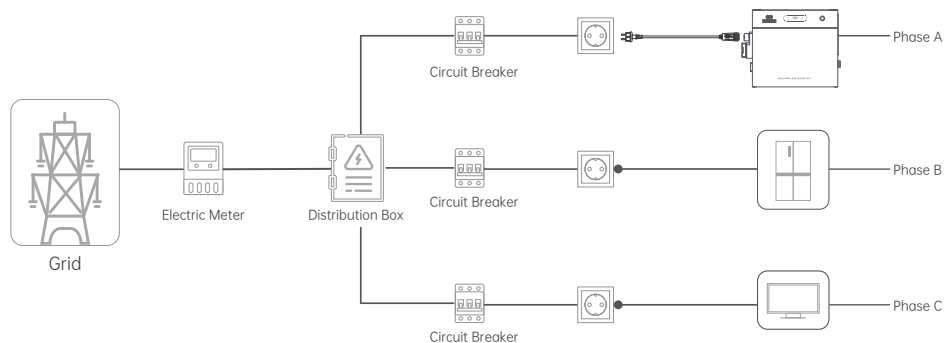 Circuit Breaker
Phase A
Grid
Electric Meter
Distribution Box
Circuit Breaker
Phase B
Circuit Breaker
Phase C